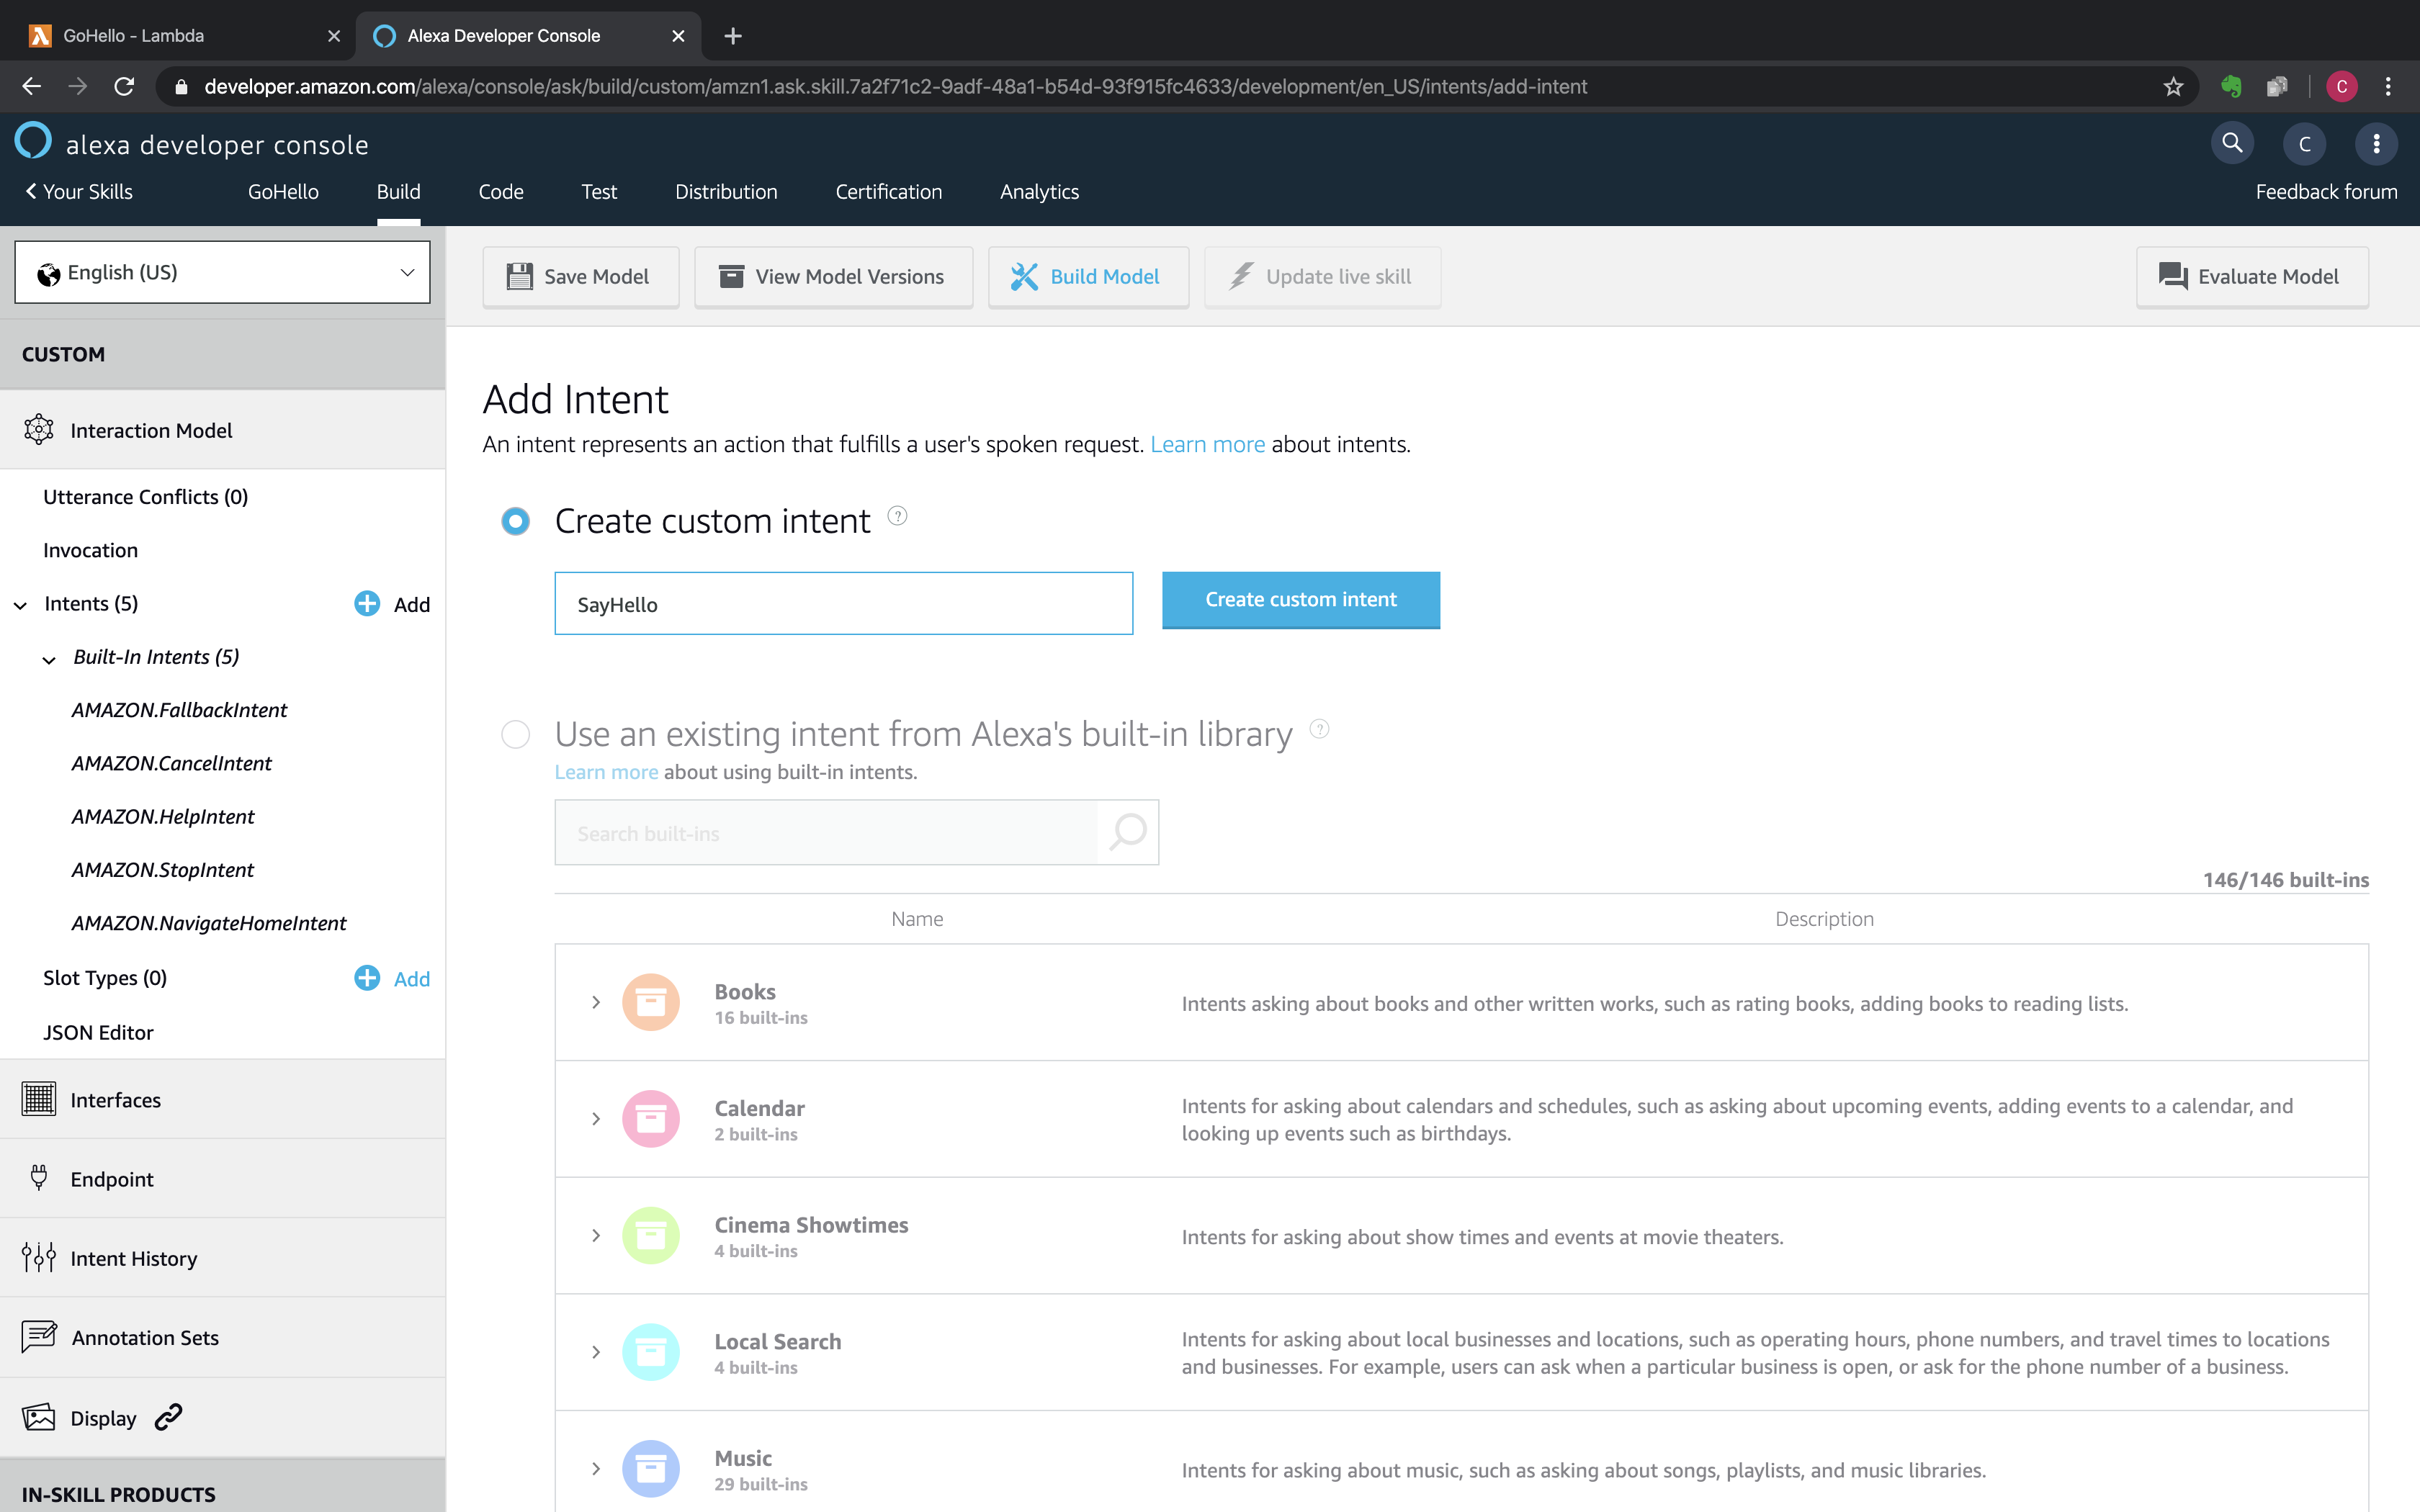 GoHello - Lambda
Alexa Developer Console
developer.amazon.com/alexa/console/ask/build/custom/amzn1.ask.skill.7a2f71c2-9adf-48a1-b54d-93f915fc4633/development/en_US/intents/add-intent
C
alexa developer console
C
Your Skills
GoHello
Build
Code
Test
Distribution
Certification
Analytics
Feedback forum
English (US)
Save Model
View Model Versions
Build Model
Update live skill
Evaluate Model
CUSTOM
Interaction Model
Utterance Conflicts (0)
Invocation
Intents (5)
Add
Built-In Intents (5)
AMAZON.FallbackIntent
AMAZON.CancelIntent
AMAZON.HelpIntent
AMAZON.StopIntent
AMAZON.NavigateHomeIntent
Slot Types (0)
Add
JSON Editor
Interfaces
Endpoint
Intent History
Annotation Sets
Display
IN-SKILL PRODUCTS
Add Intent
An intent represents an action that fulfills a user's spoken request. Learn more about intents.
Create custom intent ?
SayHello
Create custom intent
Use an existing intent from Alexa's built-in library ?
Learn more about using built-in intents.
Search built-ins
146/146 built-ins
Name
Description
Books
16 built-ins
Intents asking about books and other written works, such as rating books, adding books to reading lists.
Calendar
2 built-ins
Intents for asking about calendars and schedules, such as asking about upcoming events, adding events to a calendar, and
looking up events such as birthdays.
Cinema Showtimes
4 built-ins
Intents for asking about show times and events at movie theaters.
Local Search
4 built-ins
Intents for asking about local businesses and locations, such as operating hours, phone numbers, and travel times to locations
and businesses. For example, users can ask when a particular business is open, or ask for the phone number of a business.
Music
29 built-ins
Intents for asking about music, such as asking about songs, playlists, and music libraries.